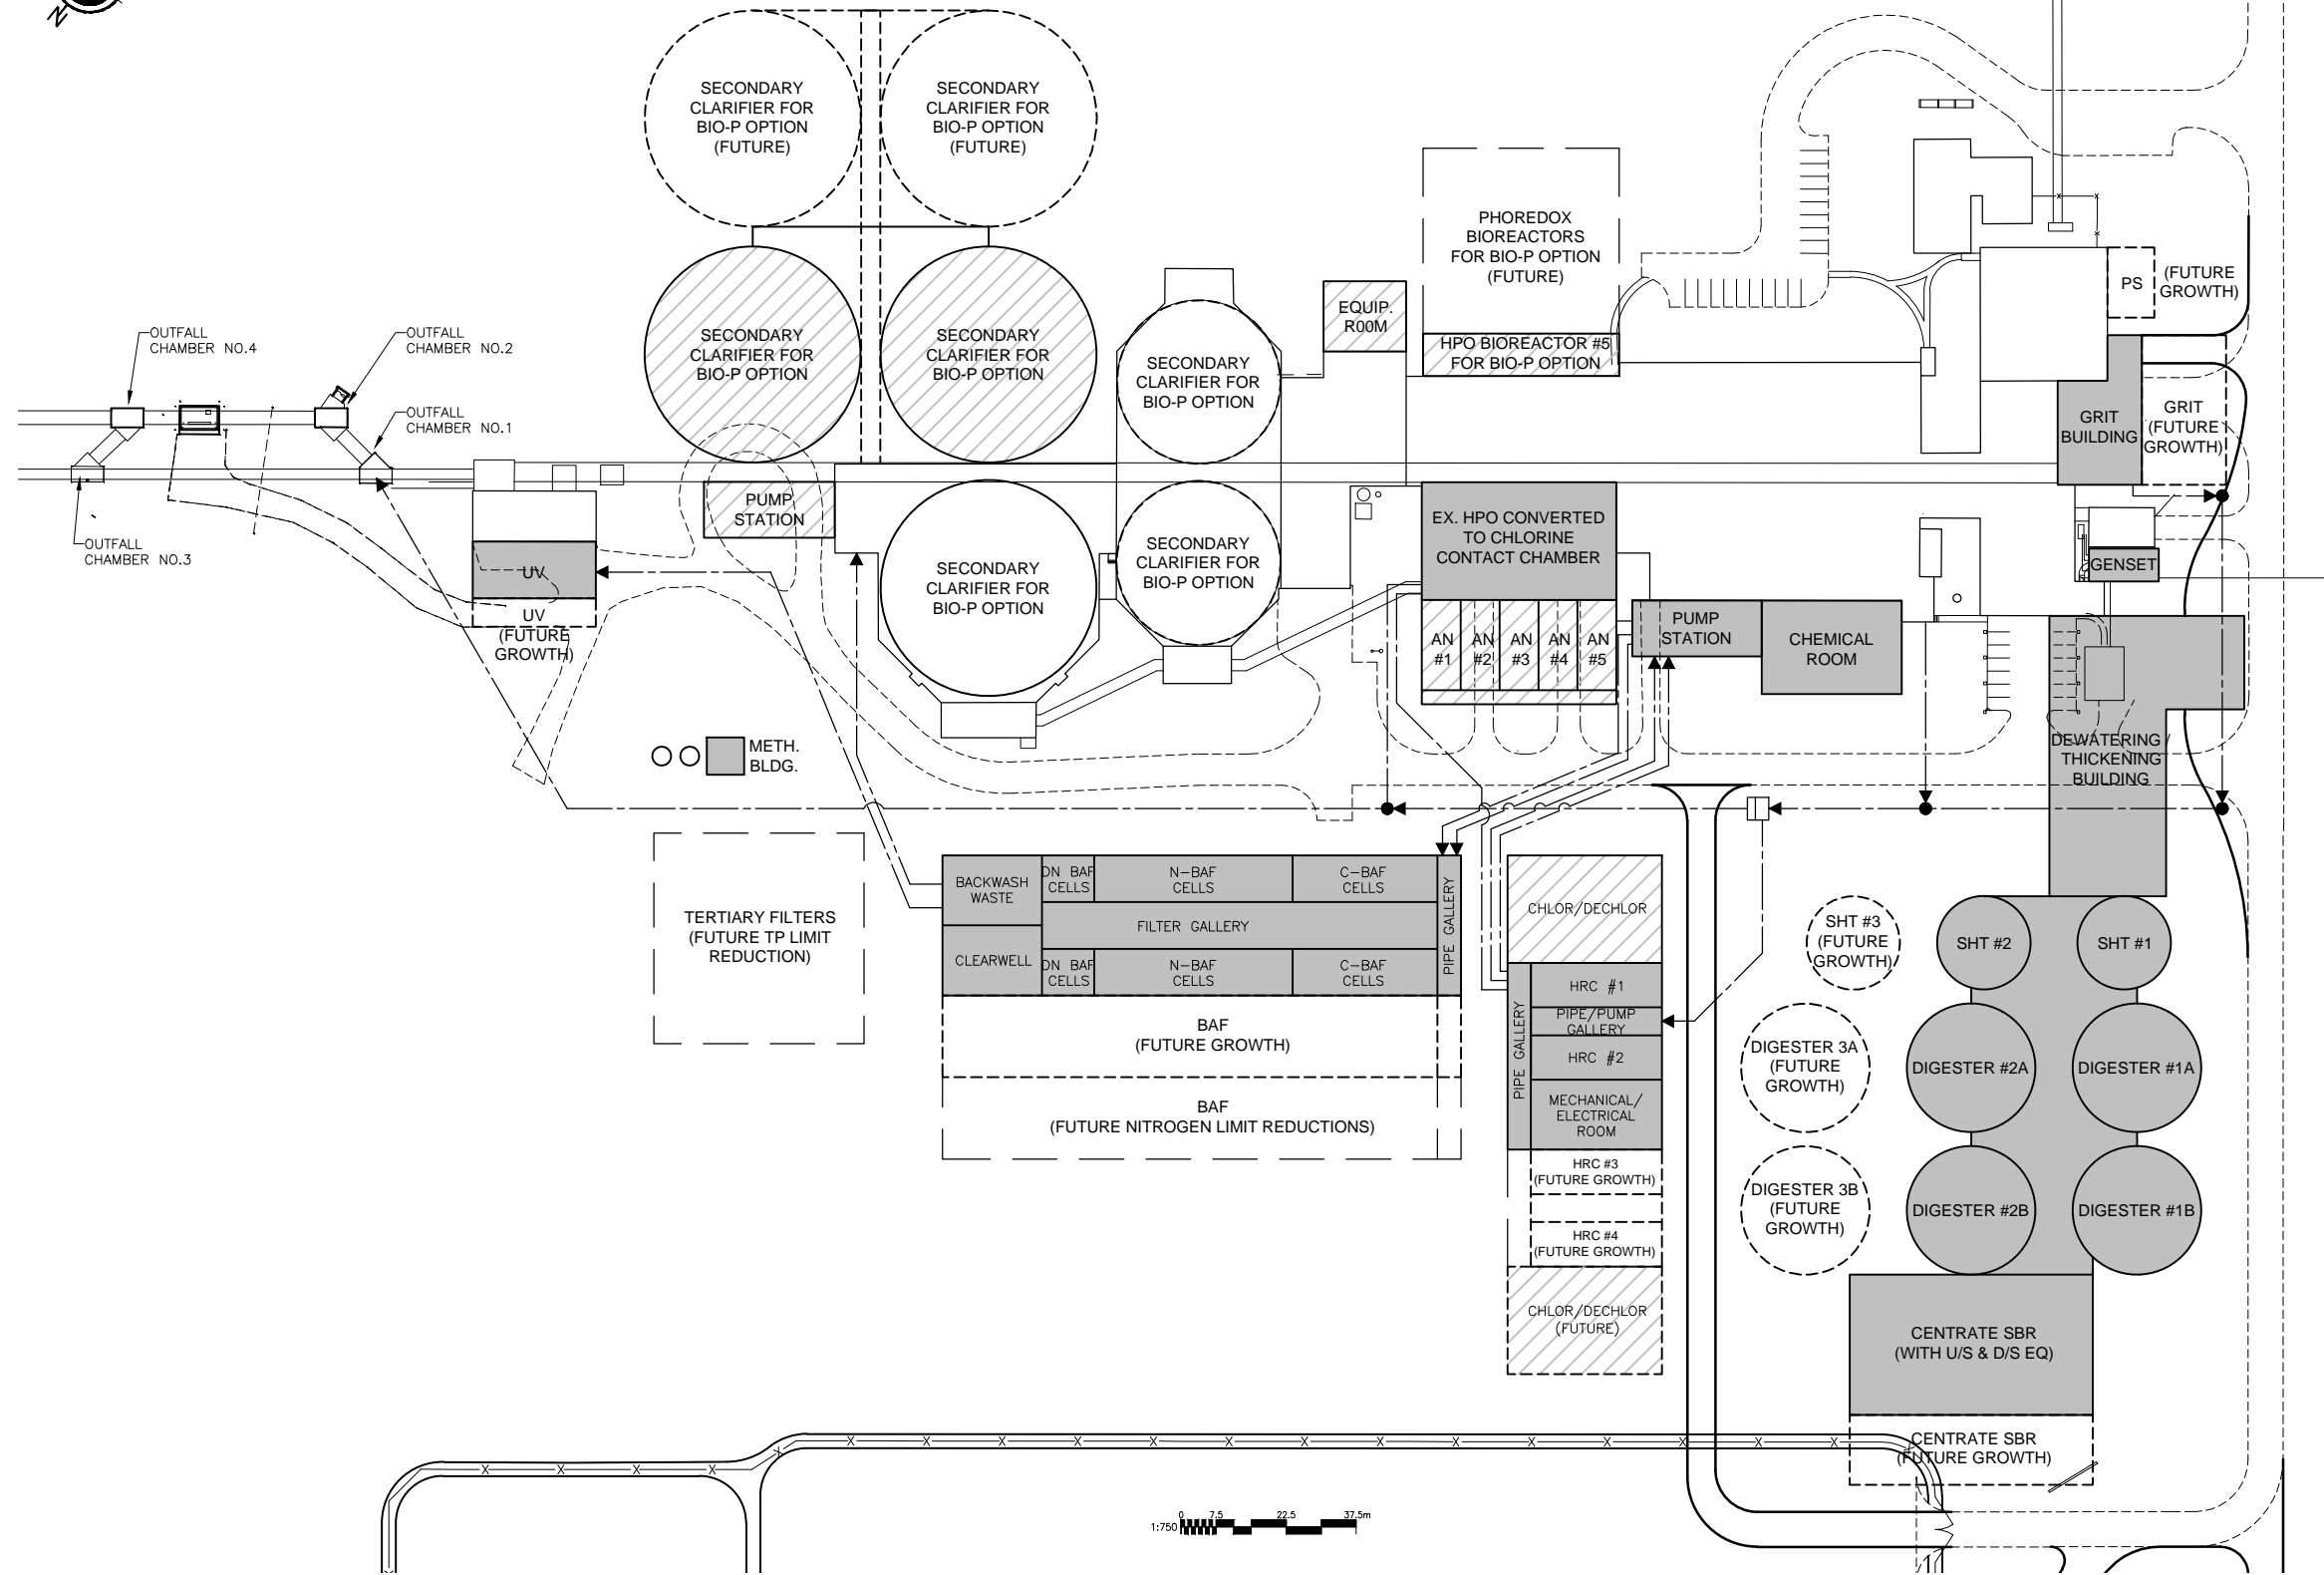 N
SECONDARY
CLARIFIER FOR
BIO-P OPTION
(FUTURE)
SECONDARY
CLARIFIER FOR
BIO-P OPTION
(FUTURE)
PHOREDOX
BIOREACTORS
FOR BIO-P OPTION
(FUTURE)
PS
(FUTURE
GROWTH)
OUTFALL
CHAMBER NO.4
OUTFALL
CHAMBER NO.2
SECONDARY
CLARIFIER FOR
BIO-P OPTION
SECONDARY
CLARIFIER FOR
BIO-P OPTION
SECONDARY
CLARIFIER FOR
BIO-P OPTION
EQUIP.
R00M
HPO BIOREACTOR #5
FOR BIO-P OPTION
OUTFALL
CHAMBER NO.1
GRIT
BUILDING
GRIT
(FUTURE
GROWTH)
OUTFALL
CHAMBER NO.3
PUMP
STATION
UV
UV
(FUTURE
GROWTH)
SECONDARY
CLARIFIER FOR
BIO-P OPTION
SECONDARY
CLARIFIER FOR
BIO-P OPTION
EX. HPO CONVERTED
TO CHLORINE
CONTACT CHAMBER
GENSET
AN
#1
AN
#2
AN
#3
AN
#4
AN
#5
PUMP
STATION
CHEMICAL
ROOM
METH.
BLDG.
DEWATERING /
THICKENING
BUILDING
TERTIARY FILTERS
(FUTURE TP LIMIT
REDUCTION)
BACKWASH
WASTE
DN BAF
CELLS
N-BAF
CELLS
C-BAF
CELLS
FILTER GALLERY
PIPE GALLERY
CLEARWELL
DN BAF
CELLS
N-BAF
CELLS
C-BAF
CELLS
BAF
(FUTURE GROWTH)
BAF
(FUTURE NITROGEN LIMIT REDUCTIONS)
CHLOR/DECHLOR
HRC #1
PIPE/PUMP
GALLERY
HRC #2
PIPE GALLERY
MECHANICAL/
ELECTRICAL
ROOM
HRC #3
(FUTURE GROWTH)
HRC #4
(FUTURE GROWTH)
CHLOR/DECHLOR
(FUTURE)
SHT #3
(FUTURE
GROWTH)
SHT #2
SHT #1
DIGESTER 3A
(FUTURE
GROWTH)
DIGESTER #2A
DIGESTER #1A
DIGESTER 3B
(FUTURE
GROWTH)
DIGESTER #2B
DIGESTER #1B
CENTRATE SBR
(WITH U/S & D/S EQ)
CENTRATE SBR
(FUTURE GROWTH)
1:750
0 7.5 22.5 37.5m